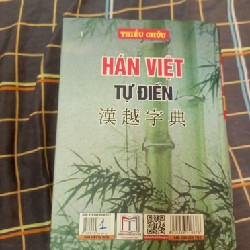 THIỀU CHỬU
HÁN VIỆT
TỰ ĐIỂN
漢越字典